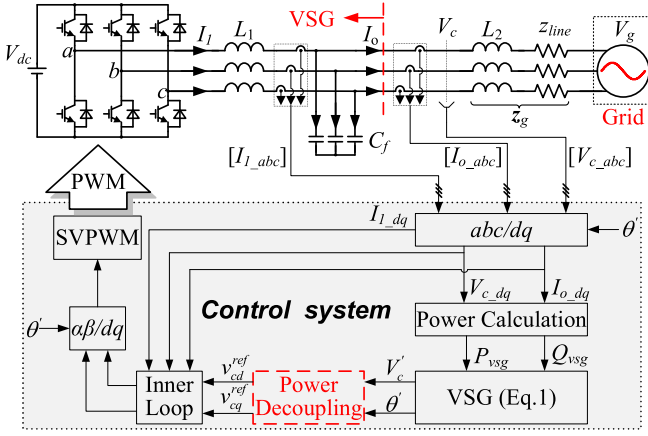 VSG
I_1 L_1 I_o V_c L_2 z_line V_g
V_dc
a
b
c
C_f
z_g
Grid
[I_1_abc] [I_o_abc] [V_c_abc]
PWM
SVPWM
I_1_dq
abc/dq
θ'
V_c_dq I_o_dq
Control system
θ'
αβ/dq
Power Calculation
P_vsg Q_vsg
Inner Loop
v_cd^ref
v_cq^ref
Power Decoupling
V_c'
θ'
VSG (Eq.1)